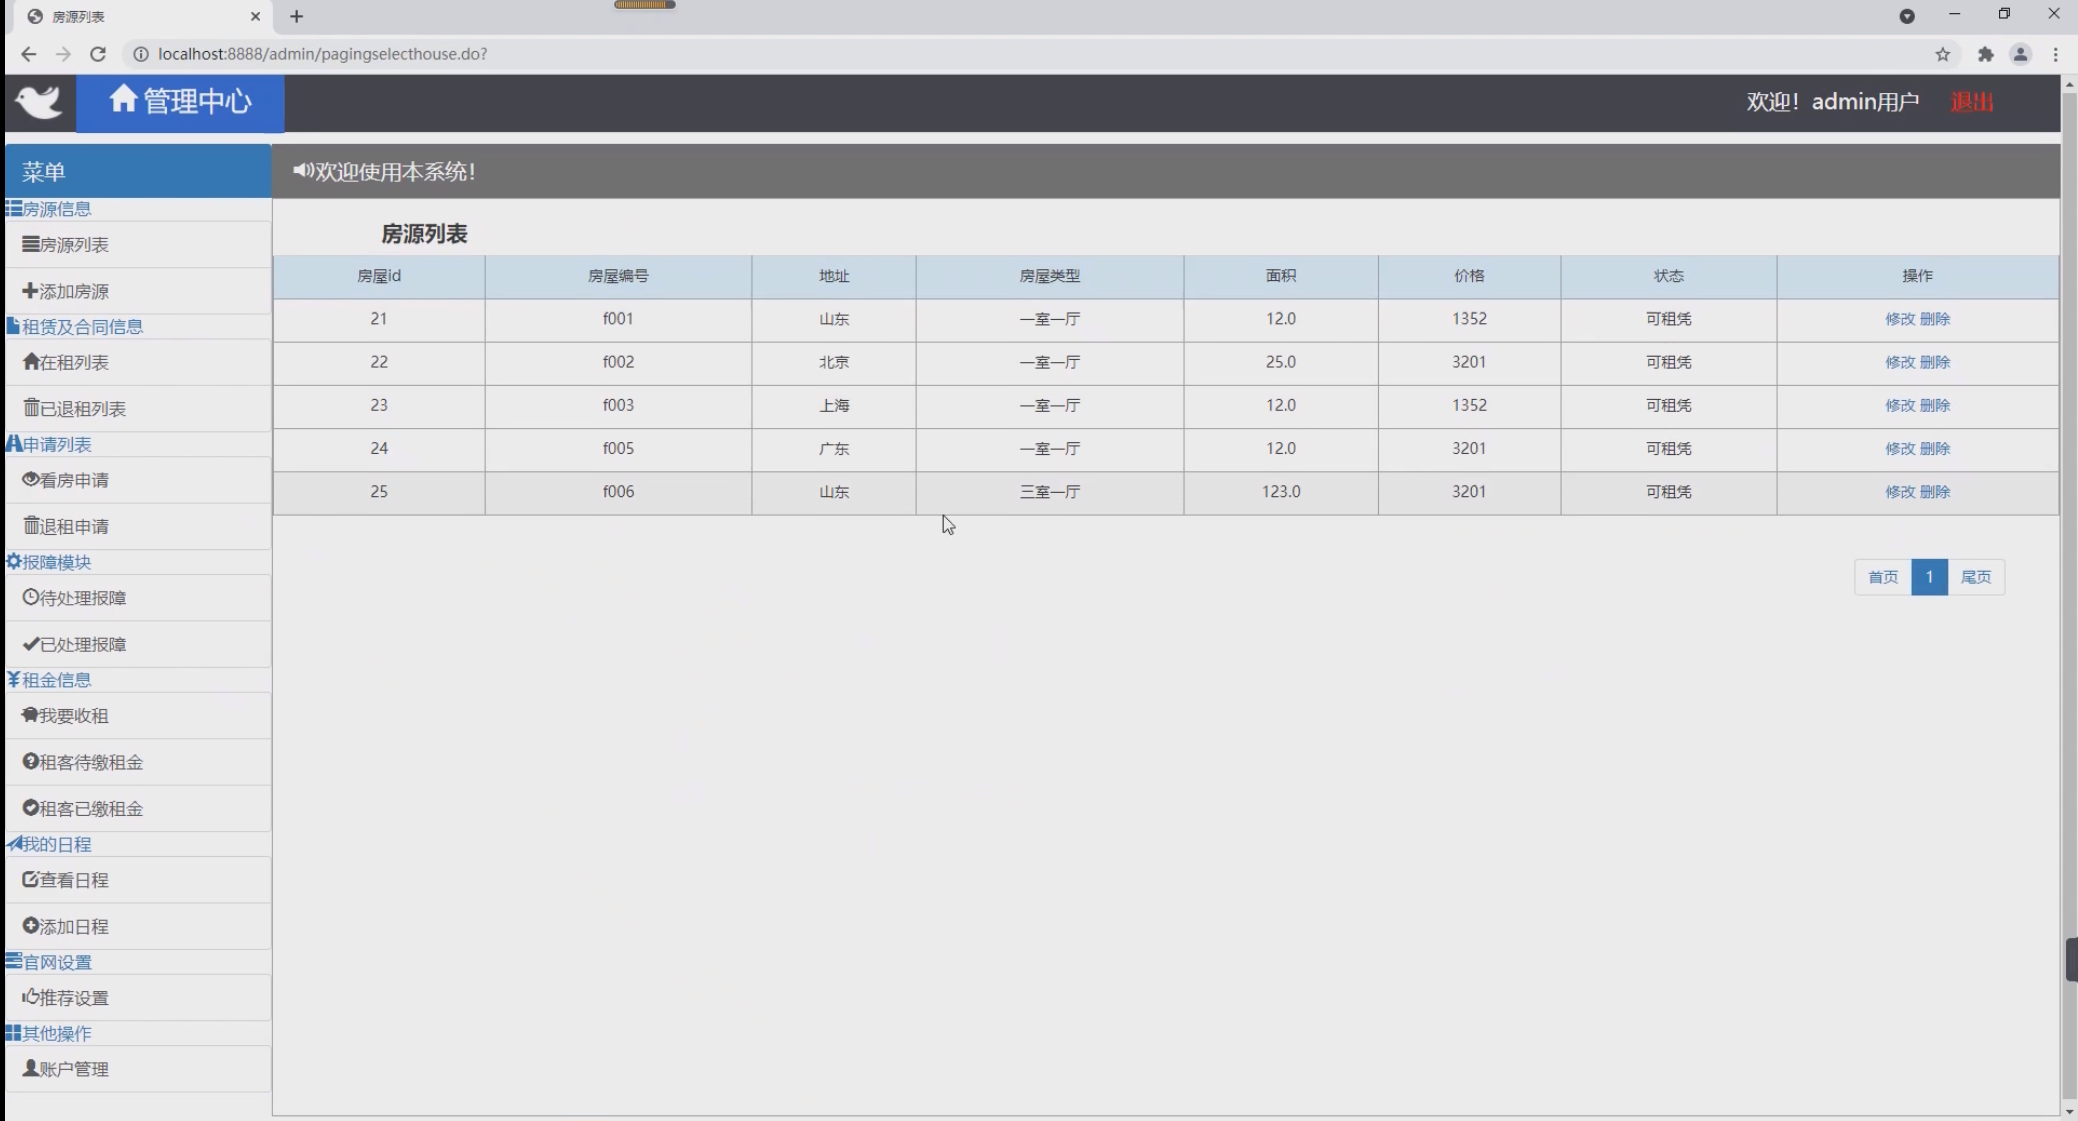 房源列表
localhost:8888/admin/pagingselecthouse.do?
管理中心 欢迎！admin用户 退出
菜单 欢迎使用本系统！
房源信息
房源列表
添加房源
租赁及合同信息
在租列表
已退租列表
申请列表
看房申请
退租申请
报障模块
待处理报障
已处理报障
租金信息
我要收租
租客待缴租金
租客已缴租金
我的日程
查看日程
添加日程
官网设置
推荐设置
其他操作
账户管理
房源列表
房屋id 房屋编号 地址 房屋类型 面积 价格 状态 操作
21 f001 山东 一室一厅 12.0 1352 可租凭 修改 删除
22 f002 北京 一室一厅 25.0 3201 可租凭 修改 删除
23 f003 上海 一室一厅 12.0 1352 可租凭 修改 删除
24 f005 广东 一室一厅 12.0 3201 可租凭 修改 删除
25 f006 山东 三室一厅 123.0 3201 可租凭 修改 删除
首页 1 尾页